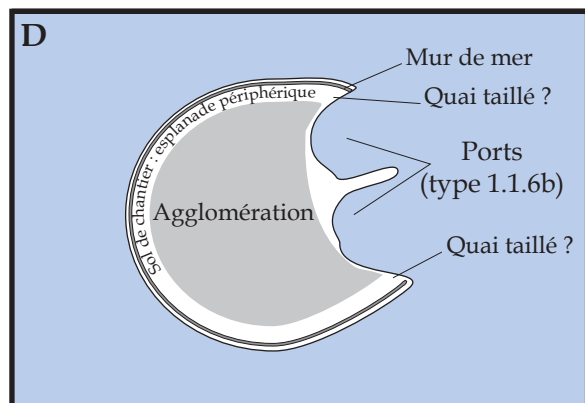 D
Mur de mer
Quai taillé ?
Sol de chantier : esplanade périphérique
Ports
(type 1.1.6b)
Agglomération
Quai taillé ?